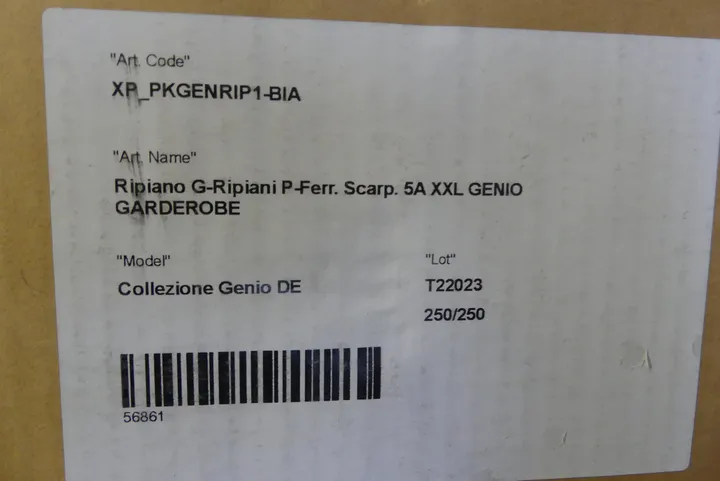 "Art. Code"
XP_PKGENRIP1-BIA
"Art. Name"
Ripiano G-Ripiani P-Ferr. Scarp. 5A XXL GENIO
GARDEROBE
"Model" "Lot"
Collezione Genio DE T22023
250/250
56861